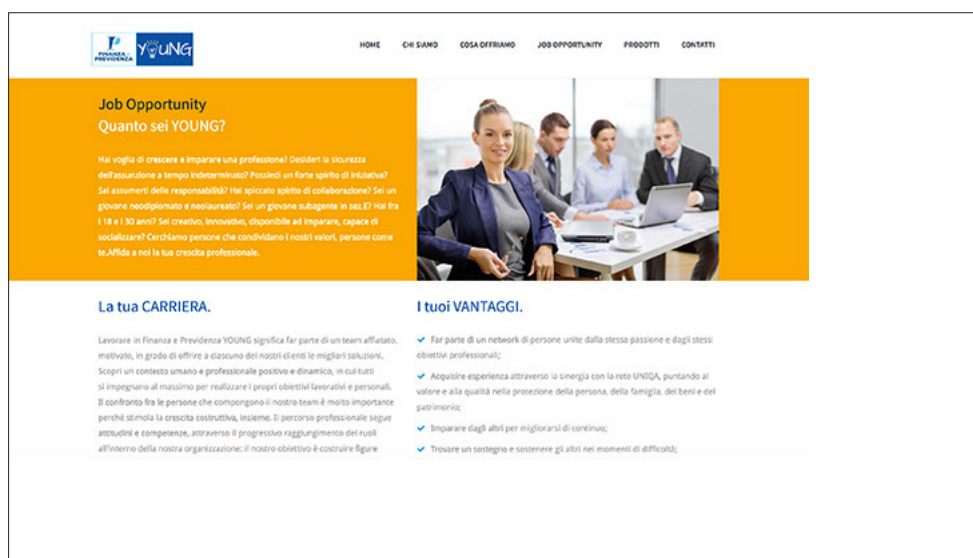 FINANZA e
PREVIDENZA
YOUNG
HOME CHI SIAMO COSA OFFRIAMO JOB OPPORTUNITY PRODOTTI CONTATTI
Job Opportunity
Quanto sei YOUNG?
Hai voglia di crescere e imparare una professione? Desideri la sicurezza
dell'assunzione a tempo indeterminato? Possiedi un forte spirito di iniziativa?
Sai assumerti delle responsabilità? Hai spiccato spirito di collaborazione? Sei un
giovane neodiplomato e neolaureato? Sei un giovane subagente in sez.E? Hai fra
i 18 e i 30 anni? Sei creativo, innovativo, disponibile ad imparare, capace di
socializzare? Cerchiamo persone che condividano i nostri valori, persone come
te.Affida a noi la tua crescita professionale.
La tua CARRIERA.
Lavorare in Finanza e Previdenza YOUNG significa far parte di un team affiatato,
motivato, in grado di offrire a ciascuno dei nostri clienti le migliori soluzioni.
Scopri un contesto umano e professionale positivo e dinamico, in cui tutti
si impegnano al massimo per realizzare i propri obiettivi lavorativi e personali.
Il confronto fra le persone che compongono il nostro team è molto importante
perché stimola la crescita costruttiva, insieme. Il percorso professionale segue
attitudini e competenze, attraverso il progressivo raggiungimento dei ruoli
all'interno della nostra organizzazione: il nostro obiettivo è costruire figure
I tuoi VANTAGGI.
✓ Far parte di un network di persone unite dalla stessa passione e dagli stessi
obiettivi professionali;
✓ Acquisire esperienza attraverso la sinergia con la rete UNIQA, puntando al
valore e alla qualità nella protezione della persona, della famiglia, dei beni e del
patrimonio;
✓ Imparare dagli altri per migliorarsi di continuo;
✓ Trovare un sostegno e sostenere gli altri nei momenti di difficoltà;